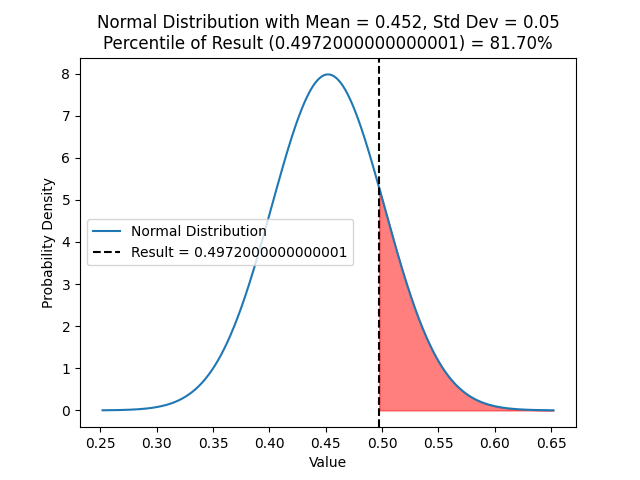 Normal Distribution with Mean = 0.452, Std Dev = 0.05
Percentile of Result (0.4972000000000001) = 81.70%
8
7
6
5
4
3
2
1
0
Probability Density
Normal Distribution
Result = 0.4972000000000001
0.25 0.30 0.35 0.40 0.45 0.50 0.55 0.60 0.65
Value